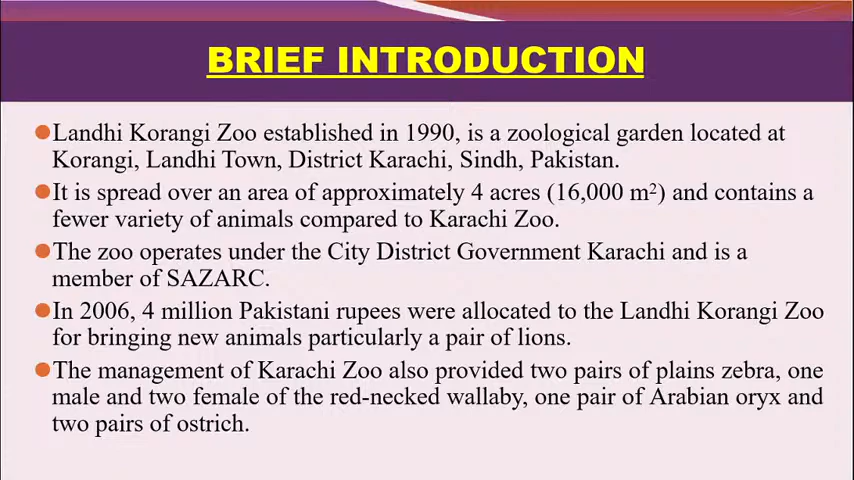 BRIEF INTRODUCTION
Landhi Korangi Zoo established in 1990, is a zoological garden located at
Korangi, Landhi Town, District Karachi, Sindh, Pakistan.
It is spread over an area of approximately 4 acres (16,000 m²) and contains a
fewer variety of animals compared to Karachi Zoo.
The zoo operates under the City District Government Karachi and is a
member of SAZARC.
In 2006, 4 million Pakistani rupees were allocated to the Landhi Korangi Zoo
for bringing new animals particularly a pair of lions.
The management of Karachi Zoo also provided two pairs of plains zebra, one
male and two female of the red-necked wallaby, one pair of Arabian oryx and
two pairs of ostrich.